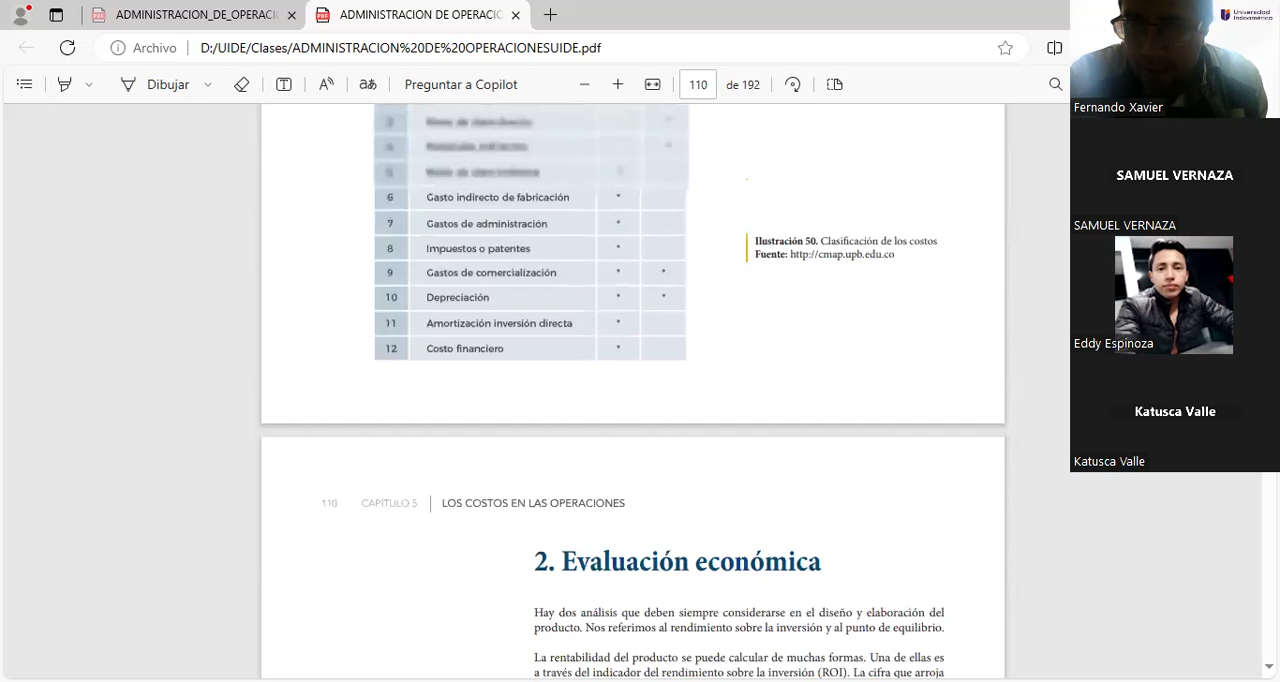 ADMINISTRACION_DE_OPERACI
ADMINISTRACION DE OPERACIO
Archivo
D:/UIDE/Clases/ADMINISTRACION%20DE%20OPERACIONESUIDE.pdf
Dibujar
Preguntar a Copilot
110
de 192
6 Gasto indirecto de fabricación *
7 Gastos de administración *
8 Impuestos o patentes *
9 Gastos de comercialización * *
10 Depreciación * *
11 Amortización inversión directa *
12 Costo financiero *
Ilustración 50. Clasificación de los costos
Fuente: http://cmap.upb.edu.co
110 CAPÍTULO 5 LOS COSTOS EN LAS OPERACIONES
2. Evaluación económica
Hay dos análisis que deben siempre considerarse en el diseño y elaboración del
producto. Nos referimos al rendimiento sobre la inversión y al punto de equilibrio.
La rentabilidad del producto se puede calcular de muchas formas. Una de ellas es
a través del indicador del rendimiento sobre la inversión (ROI). La cifra que arroja
Universidad
Indoamérica
Fernando Xavier
SAMUEL VERNAZA
SAMUEL VERNAZA
Eddy Espinoza
Katusca Valle
Katusca Valle